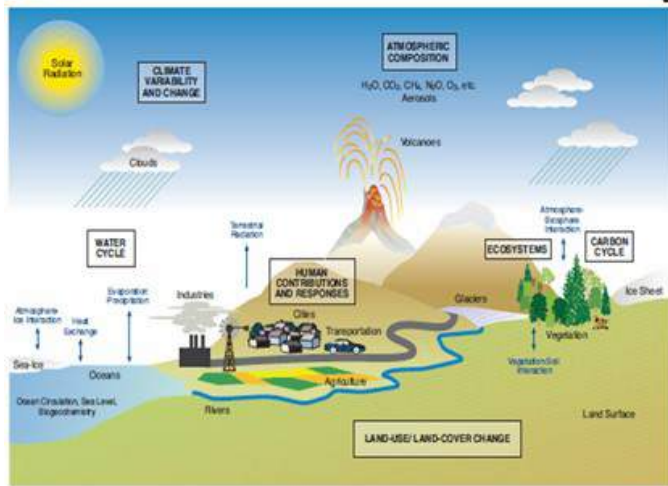 Solar
Radiation
CLIMATE
VARIABILITY
AND CHANGE
ATMOSPHERIC
COMPOSITION
H₂O, CO₂, CH₄, N₂O, O₃, etc.
Aerosols
Volcanoes
Clouds
Terrestrial
Radiation
Atmosphere-
Biosphere
Interaction
WATER
CYCLE
ECOSYSTEMS
CARBON
CYCLE
HUMAN
CONTRIBUTIONS
AND RESPONSES
Evaporation
Precipitation
Industries
Cities
Glaciers
Ice Sheet
Atmosphere-
Ice Interaction
Heat
Exchange
Transportation
Vegetation
Sea-Ice
Oceans
Vegetation-Soil
Interaction
Agriculture
Ocean Circulation, Sea Level,
Biogeochemistry
Rivers
Land Surface
LAND-USE/ LAND-COVER CHANGE